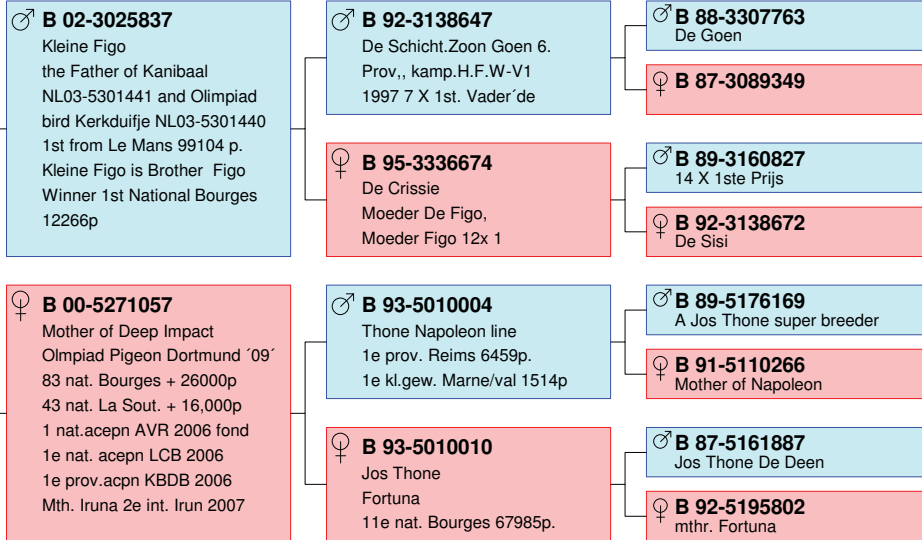 B 02-3025837
Kleine Figo
the Father of Kanibaal
NL03-5301441 and Olimpiad
bird Kerkduifje NL03-5301440
1st from Le Mans 99104 p.
Kleine Figo is Brother Figo
Winner 1st National Bourges
12266p
B 00-5271057
Mother of Deep Impact
Olmpiad Pigeon Dortmund ´09´
83 nat. Bourges + 26000p
43 nat. La Sout. + 16,000p
1 nat.acepn AVR 2006 fond
1e nat. acepn LCB 2006
1e prov.acpn KBDB 2006
Mth. Iruna 2e int. Irun 2007
B 92-3138647
De Schicht.Zoon Goen 6.
Prov,, kamp.H.F.W-V1
1997 7 X 1st. Vader´de
B 95-3336674
De Crissie
Moeder De Figo,
Moeder Figo 12x 1
B 93-5010004
Thone Napoleon line
1e prov. Reims 6459p.
1e kl.gew. Marne/val 1514p
B 93-5010010
Jos Thone
Fortuna
11e nat. Bourges 67985p.
B 88-3307763
De Goen
B 87-3089349
B 89-3160827
14 X 1ste Prijs
B 92-3138672
De Sisi
B 89-5176169
A Jos Thone super breeder
B 91-5110266
Mother of Napoleon
B 87-5161887
Jos Thone De Deen
B 92-5195802
mthr. Fortuna